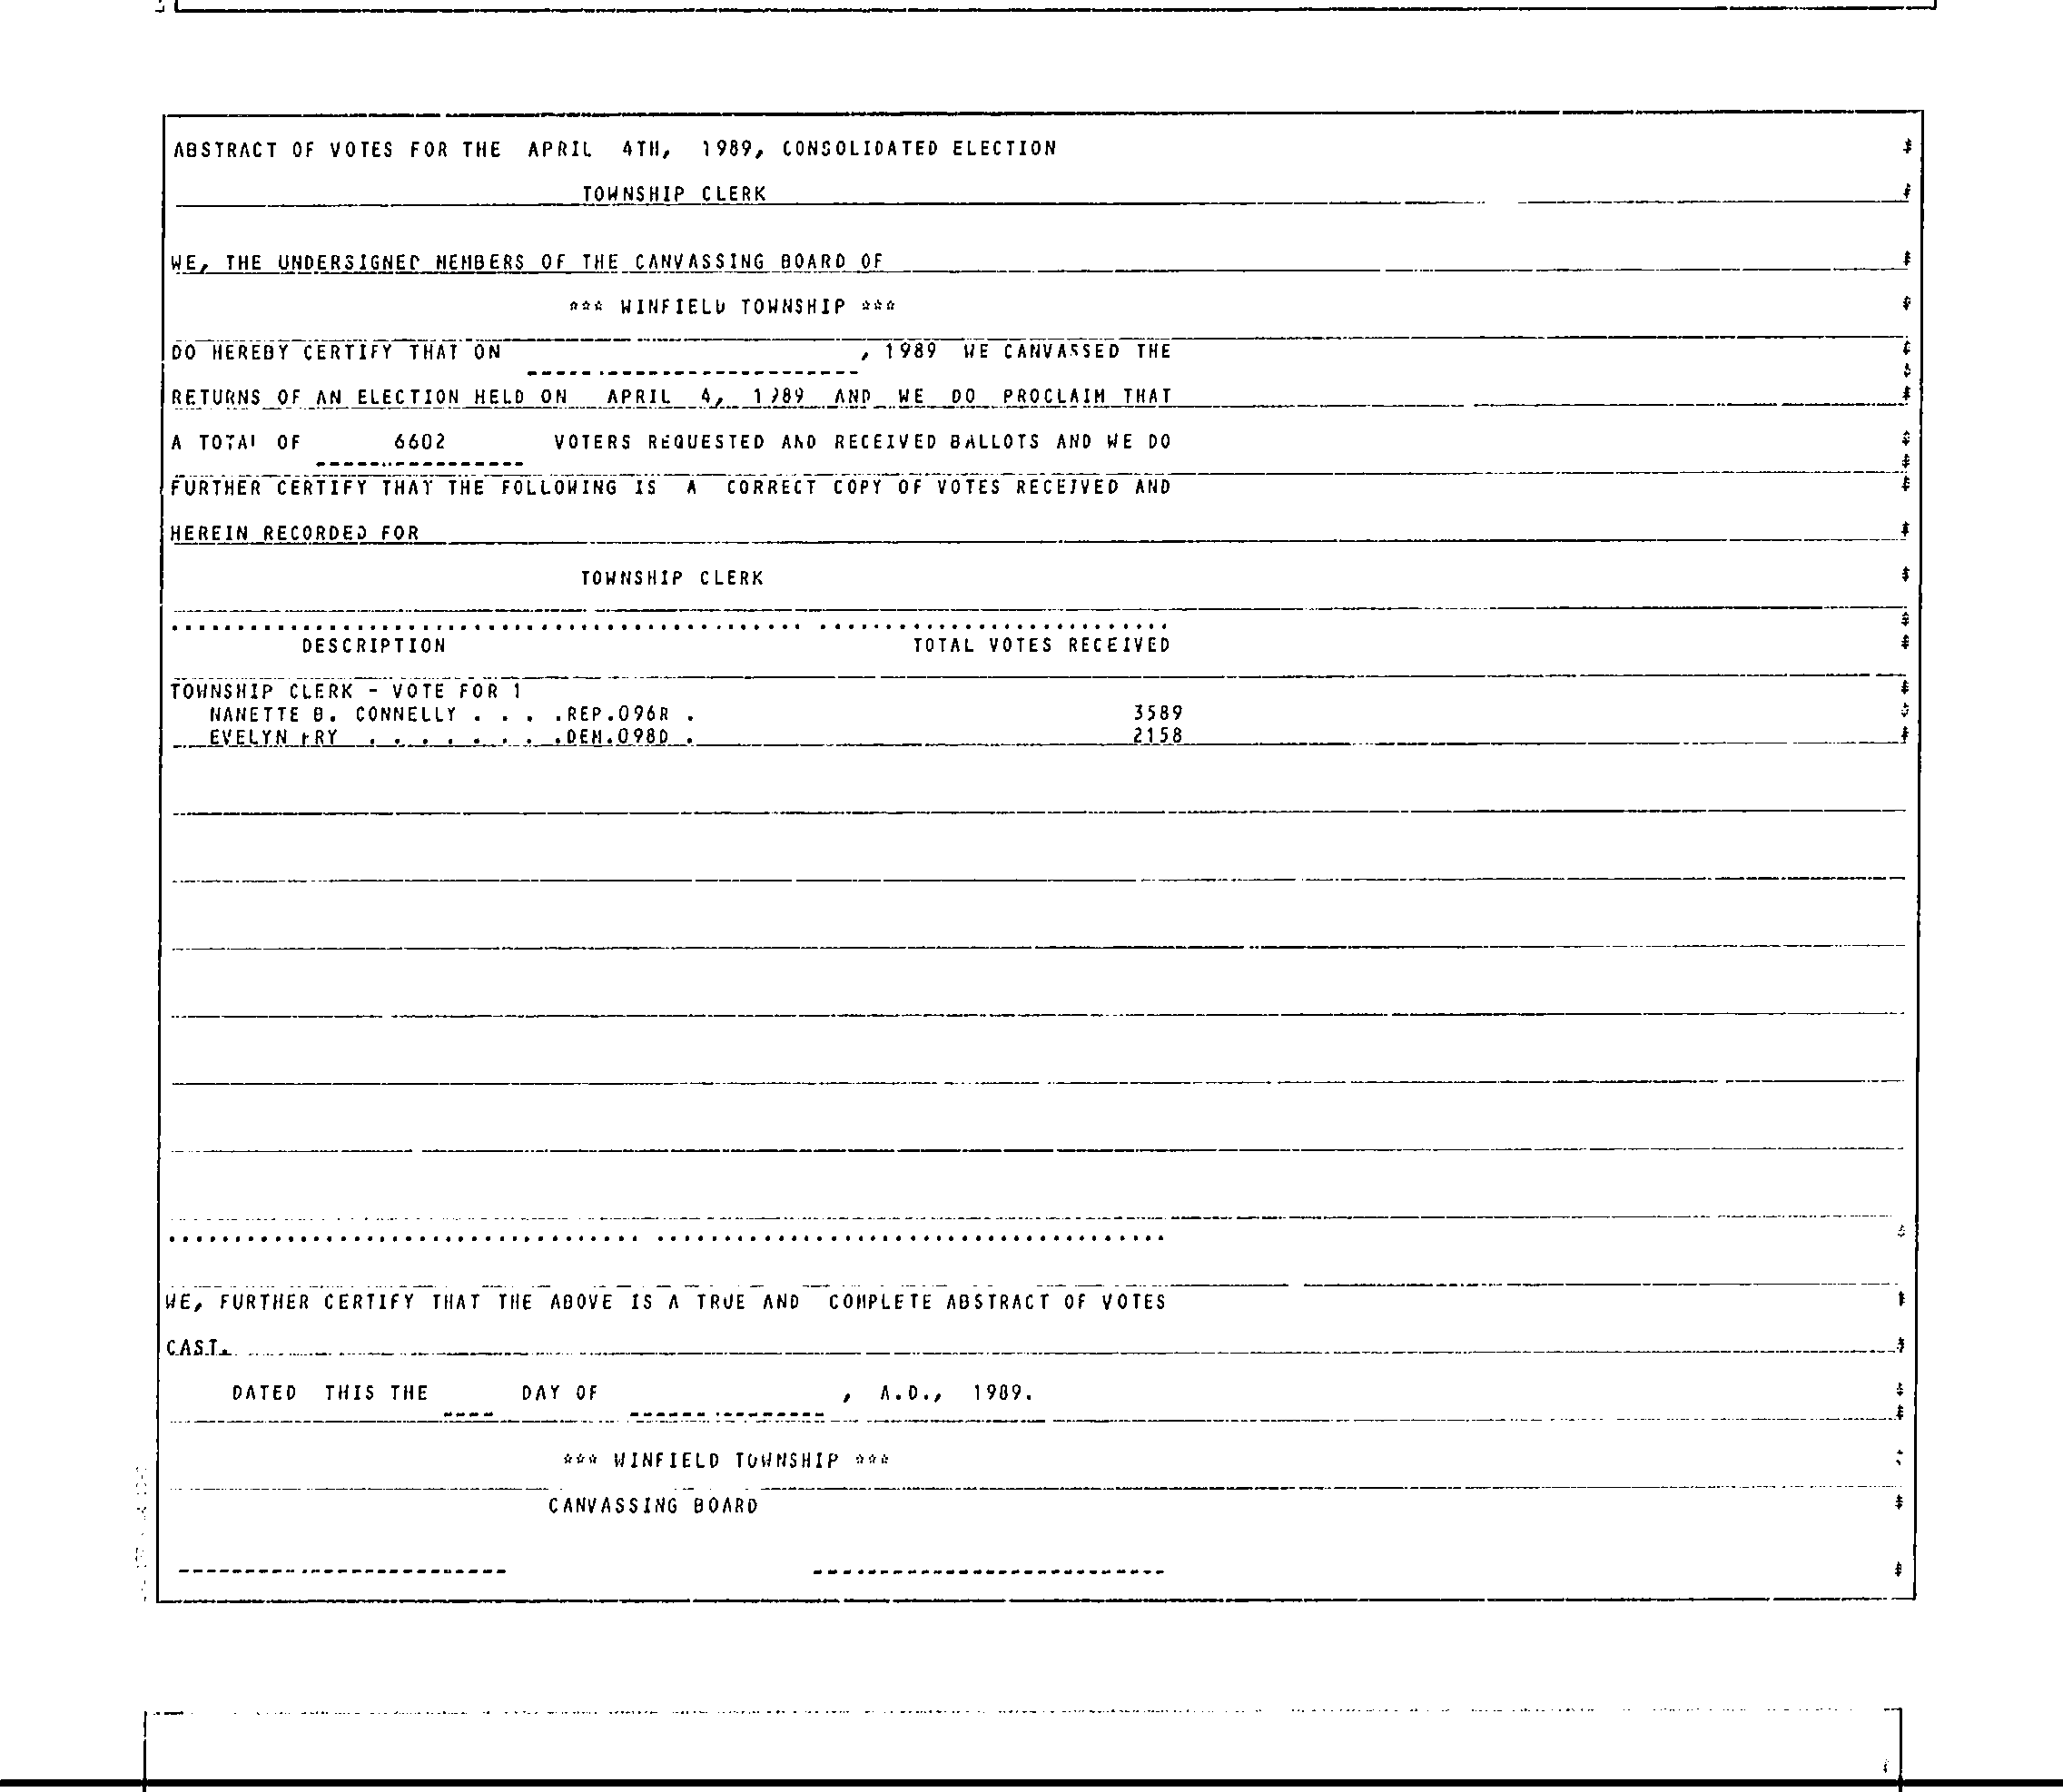 ABSTRACT OF VOTES FOR THE APRIL 4TH, 1989, CONSOLIDATED ELECTION
TOWNSHIP CLERK
WE, THE UNDERSIGNED MEMBERS OF THE CANVASSING BOARD OF
*** WINFIELD TOWNSHIP ***
DO HEREBY CERTIFY THAT ON , 1989 WE CANVASSED THE
RETURNS OF AN ELECTION HELD ON APRIL 4, 1989 AND WE DO PROCLAIM THAT
A TOTAL OF 6602 VOTERS REQUESTED AND RECEIVED BALLOTS AND WE DO
FURTHER CERTIFY THAT THE FOLLOWING IS A CORRECT COPY OF VOTES RECEIVED AND
HEREIN RECORDED FOR
TOWNSHIP CLERK
DESCRIPTION TOTAL VOTES RECEIVED
TOWNSHIP CLERK - VOTE FOR 1
NANETTE B. CONNELLY . . . .REP.096R . 3589
EVELYN FRY . . . . . . . .DEM.098D . 2158
WE, FURTHER CERTIFY THAT THE ABOVE IS A TRUE AND COMPLETE ABSTRACT OF VOTES
CAST.
DATED THIS THE DAY OF , A.D., 1989.
*** WINFIELD TOWNSHIP ***
CANVASSING BOARD